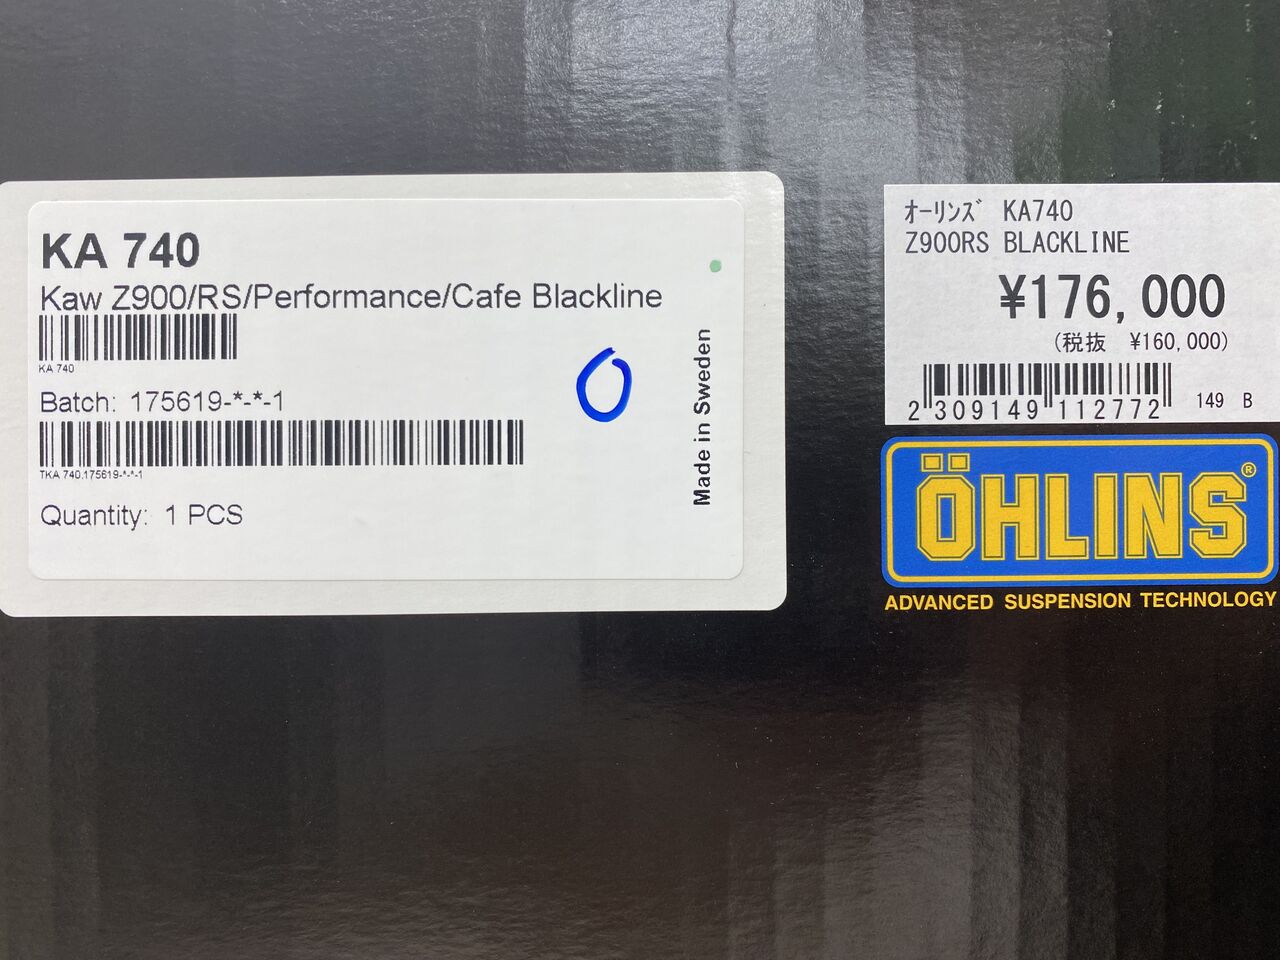 KA 740
Kaw Z900/RS/Performance/Cafe Blackline
KA 740
Batch: 175619-*-*-1
TKA 740.175619-*-*-1
Quantity: 1 PCS
Made in Sweden
ｵｰﾘﾝｽﾞ KA740
Z900RS BLACKLINE
¥176,000
(税抜 ¥160,000)
2 309149 112772
149 B
ÖHLINS®
ADVANCED SUSPENSION TECHNOLOGY